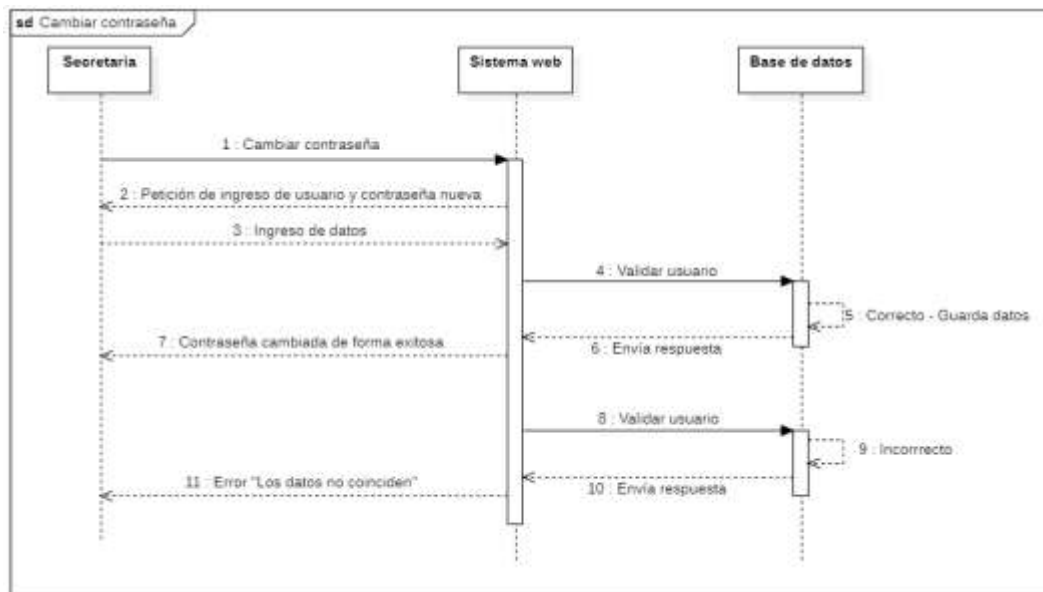 sd Cambiar contraseña
Secretaria
Sistema web
Base de datos
1 : Cambiar contraseña
2 : Petición de ingreso de usuario y contraseña nueva
3 : Ingreso de datos
4 : Validar usuario
5 : Correcto - Guarda datos
6 : Envía respuesta
7 : Contraseña cambiada de forma exitosa
8 : Validar usuario
9 : Incorrrecto
10 : Envía respuesta
11 : Error "Los datos no coinciden"